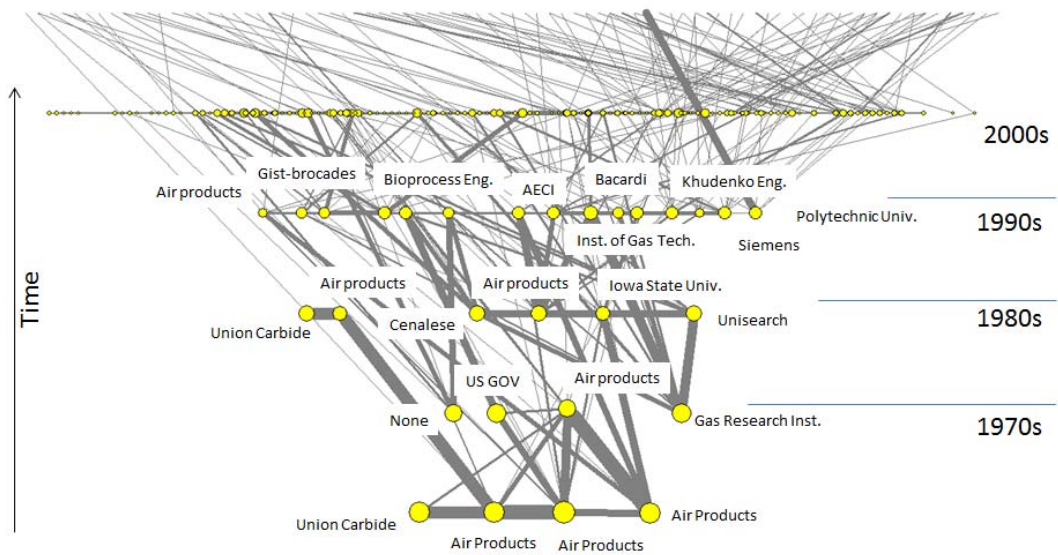 2000s
Gist-brocades
Air products
Bioprocess Eng.
AECI
Bacardi
Khudenko Eng.
Polytechnic Univ.
1990s
Inst. of Gas Tech.
Siemens
Time
Air products
Air products
Iowa State Univ.
Union Carbide
Cenalese
Unisearch
1980s
US GOV
Air products
None
Gas Research Inst.
1970s
Union Carbide
Air Products
Air Products
Air Products